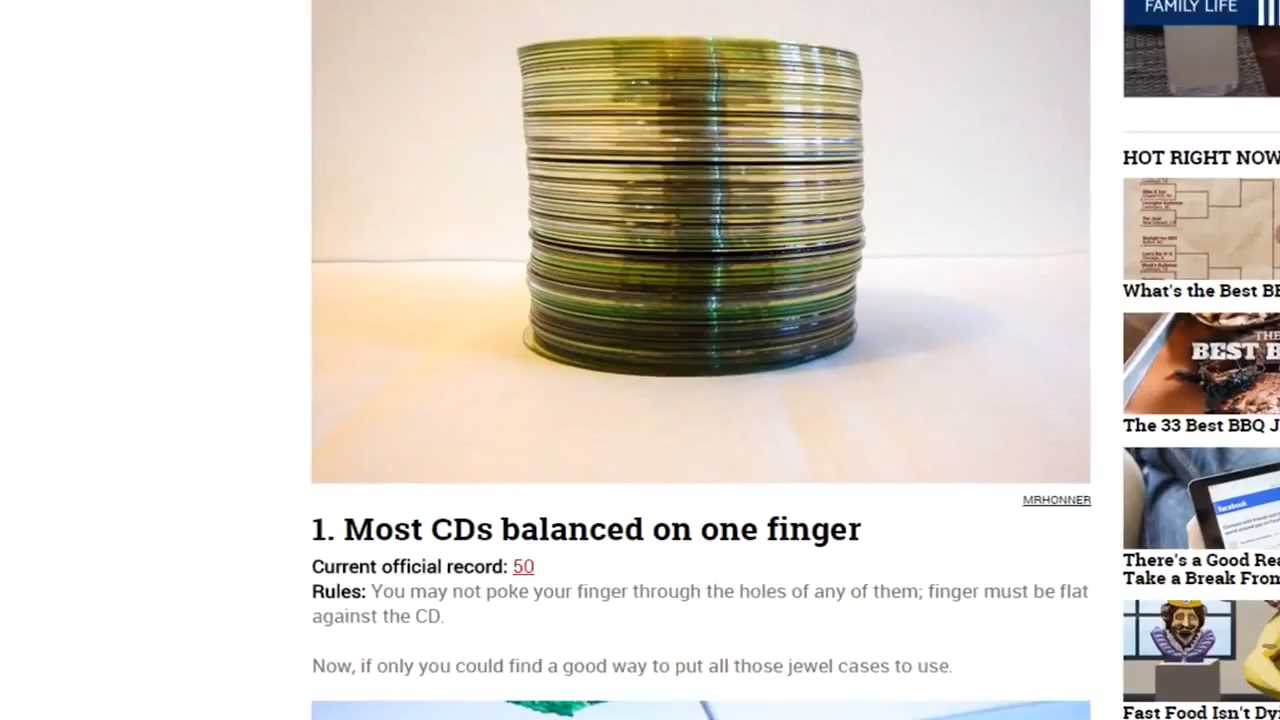 FAMILY LIFE
HOT RIGHT NOW
What's the Best
THE
BEST
The 33 Best BBQ
facebook
MRHONNER
There's a Good
Take a Break
1. Most CDs balanced on one finger
Current official record: 50
Rules: You may not poke your finger through the holes of any of them; finger must be flat
against the CD.
Now, if only you could find a good way to put all those jewel cases to use.
Fast Food Isn't